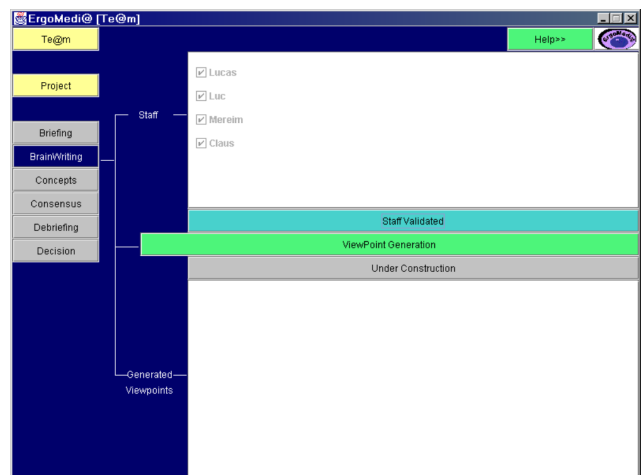 ErgoMedi@ [Te@m]
Te@m
Help>>
ErgoMedi@
Project
Lucas
Luc
Staff
Mereim
Claus
Briefing
BrainWriting
Concepts
Consensus
Debriefing
Decision
Staff Validated
ViewPoint Generation
Under Construction
Generated
Viewpoints